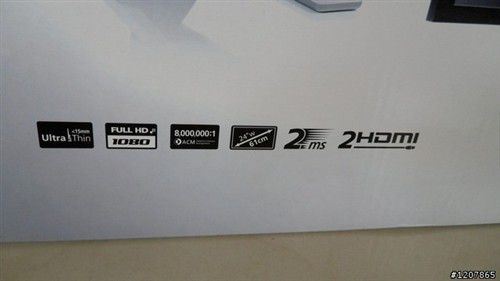 <15mm
Ultra Thin
FULL HD
1080
8.000.000:1
ACM
24"W
61cm
2ms
2HDMI
#1207865